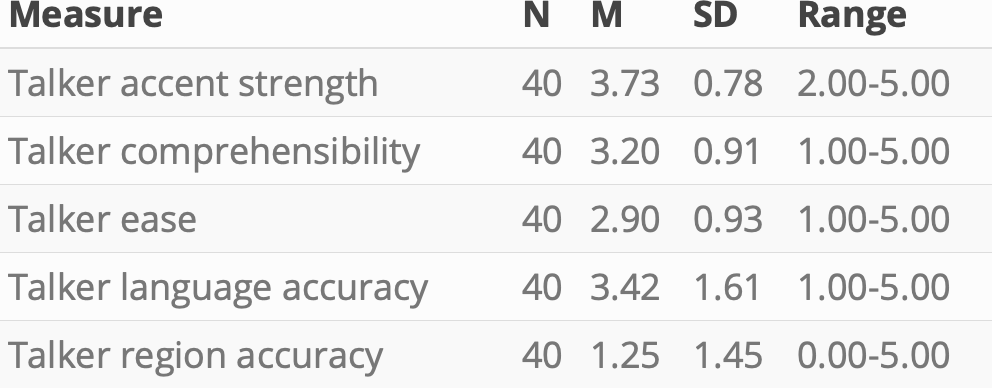 Measure N M SD Range
Talker accent strength 40 3.73 0.78 2.00-5.00
Talker comprehensibility 40 3.20 0.91 1.00-5.00
Talker ease 40 2.90 0.93 1.00-5.00
Talker language accuracy 40 3.42 1.61 1.00-5.00
Talker region accuracy 40 1.25 1.45 0.00-5.00